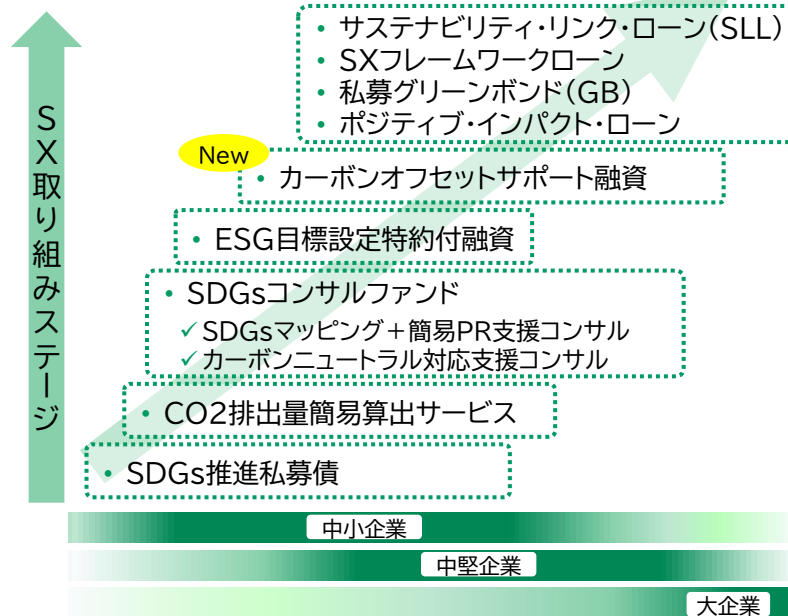 • サステナビリティ・リンク・ローン(SLL)
• SXフレームワークローン
• 私募グリーンボンド(GB)
• ポジティブ・インパクト・ローン
New
• カーボンオフセットサポート融資
• ESG目標設定特約付融資
• SDGsコンサルファンド
✓SDGsマッピング+簡易PR支援コンサル
✓カーボンニュートラル対応支援コンサル
• CO2排出量簡易算出サービス
• SDGs推進私募債
SX取り組みステージ
中小企業
中堅企業
大企業